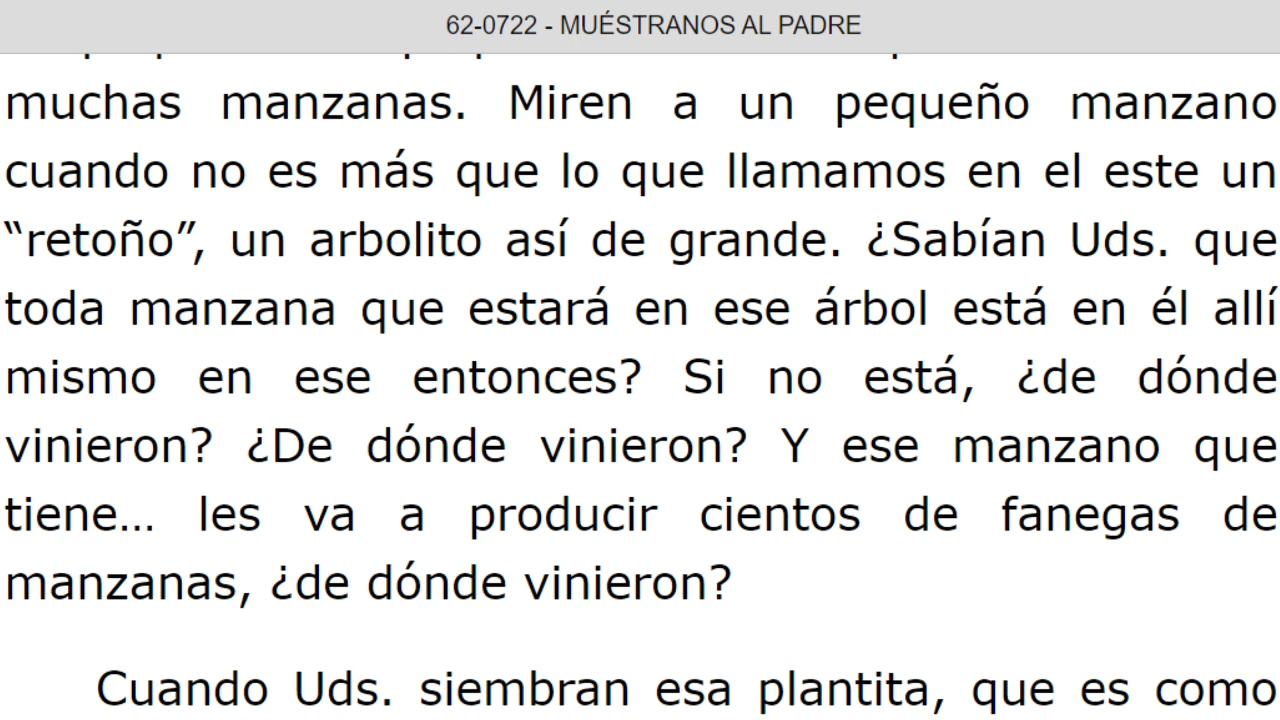 62-0722 - MUÉSTRANOS AL PADRE
muchas manzanas. Miren a un pequeño manzano
cuando no es más que lo que llamamos en el este un
“retoño”, un arbolito así de grande. ¿Sabían Uds. que
toda manzana que estará en ese árbol está en él allí
mismo en ese entonces? Si no está, ¿de dónde
vinieron? ¿De dónde vinieron? Y ese manzano que
tiene… les va a producir cientos de fanegas de
manzanas, ¿de dónde vinieron?
Cuando Uds. siembran esa plantita, que es como